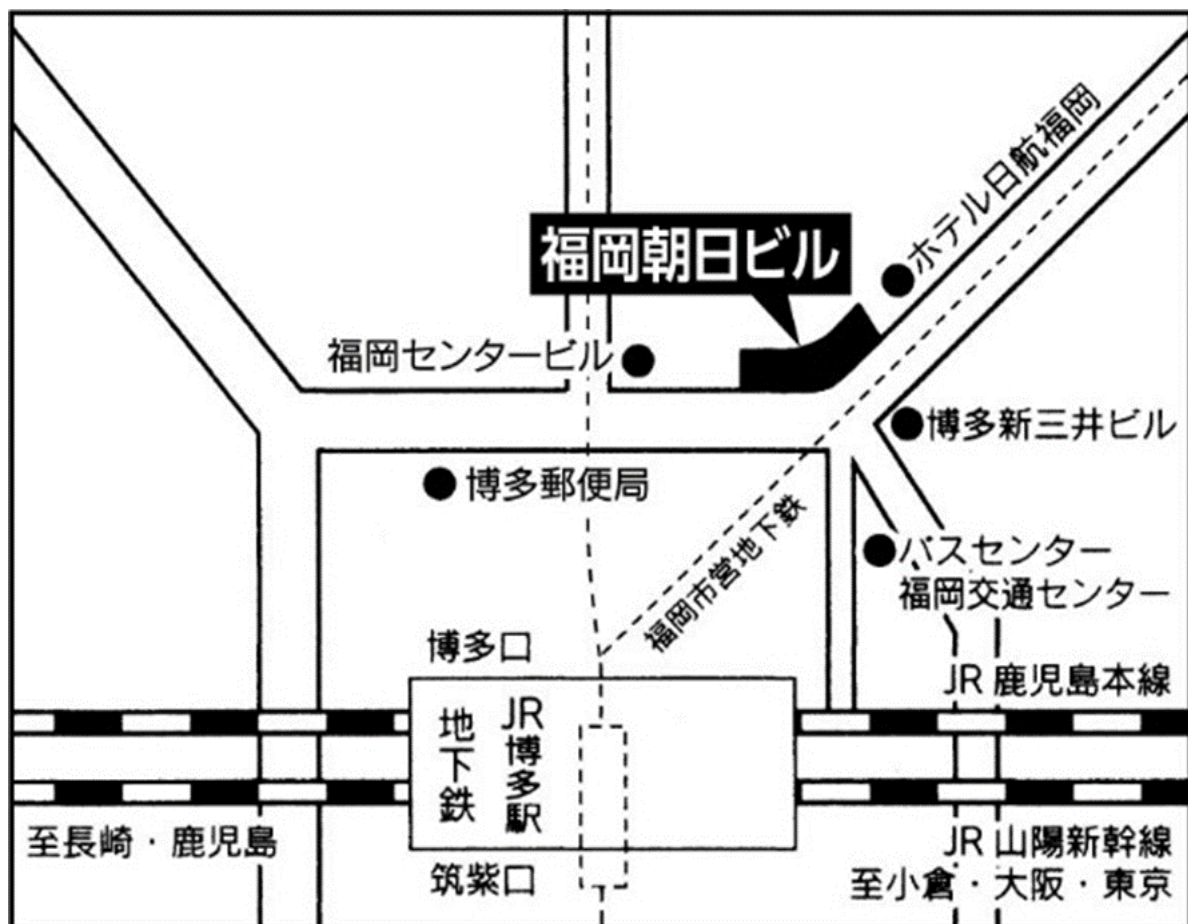 ホテル日航福岡
福岡朝日ビル
福岡センタービル
博多新三井ビル
博多郵便局
福岡市営地下鉄
バスセンター
福岡交通センター
博多口
JR 鹿児島本線
地下鉄
JR博多駅
至長崎・鹿児島
JR 山陽新幹線
筑紫口
至小倉・大阪・東京